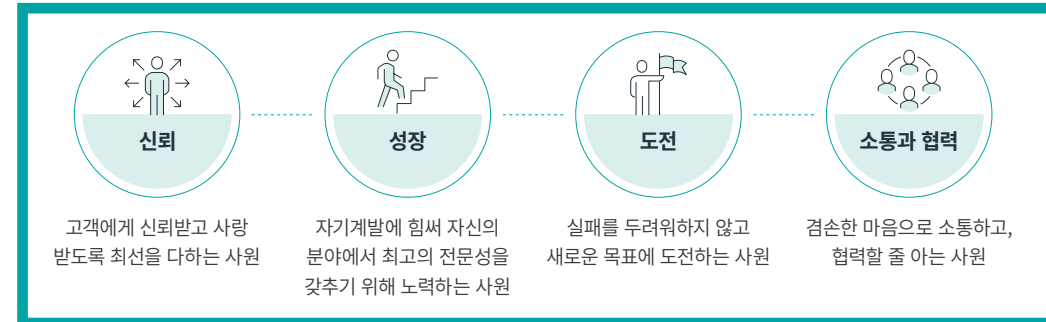 신뢰
성장
도전
소통과 협력
고객에게 신뢰받고 사랑
받도록 최선을 다하는 사원
자기계발에 힘써 자신의
분야에서 최고의 전문성을
갖추기 위해 노력하는 사원
실패를 두려워하지 않고
새로운 목표에 도전하는 사원
겸손한 마음으로 소통하고,
협력할 줄 아는 사원